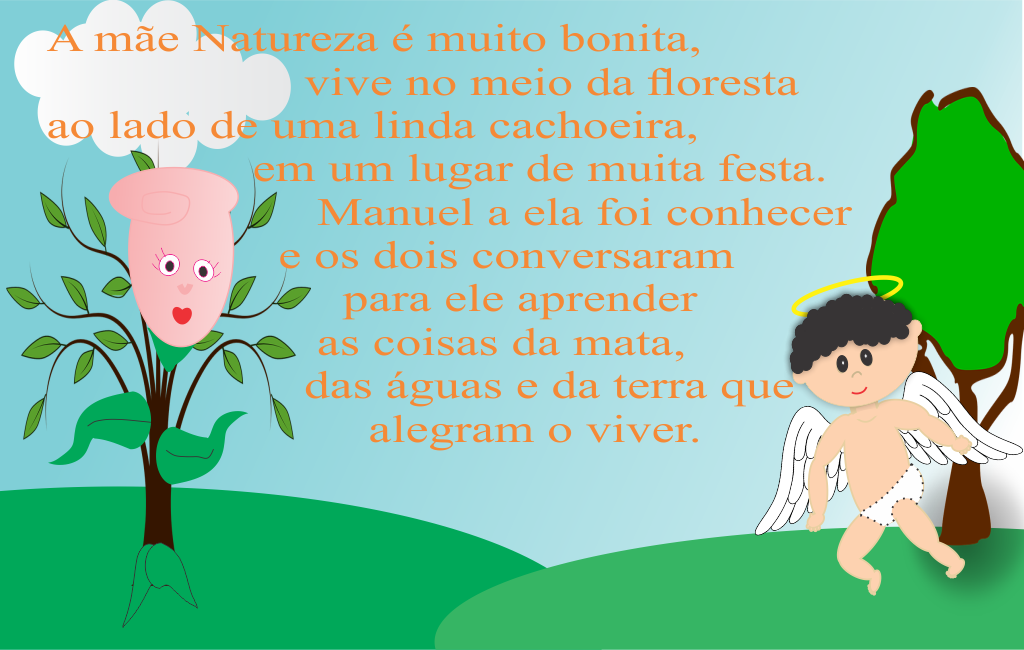 A mãe Natureza é muito bonita,
vive no meio da floresta
ao lado de uma linda cachoeira,
em um lugar de muita festa.
Manuel a ela foi conhecer
e os dois conversaram
para ele aprender
as coisas da mata,
das águas e da terra que
alegram o viver.